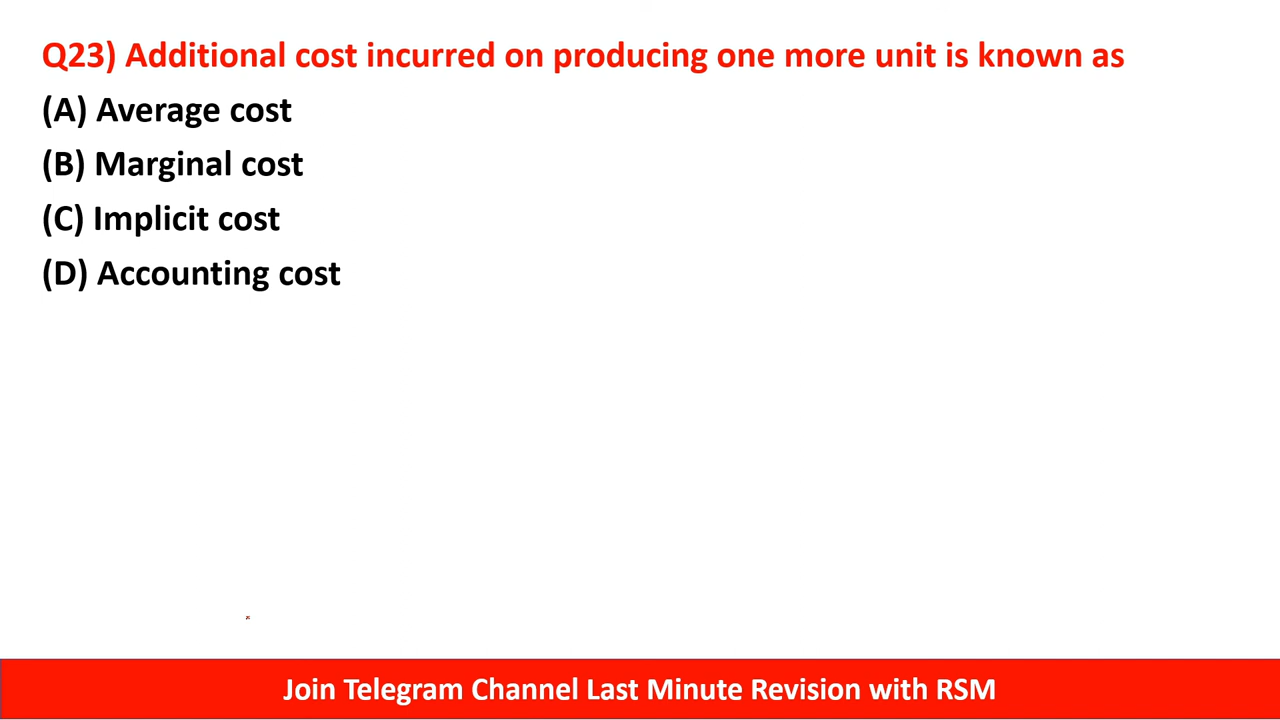 Q23) Additional cost incurred on producing one more unit is known as
(A) Average cost
(B) Marginal cost
(C) Implicit cost
(D) Accounting cost
Join Telegram Channel Last Minute Revision with RSM